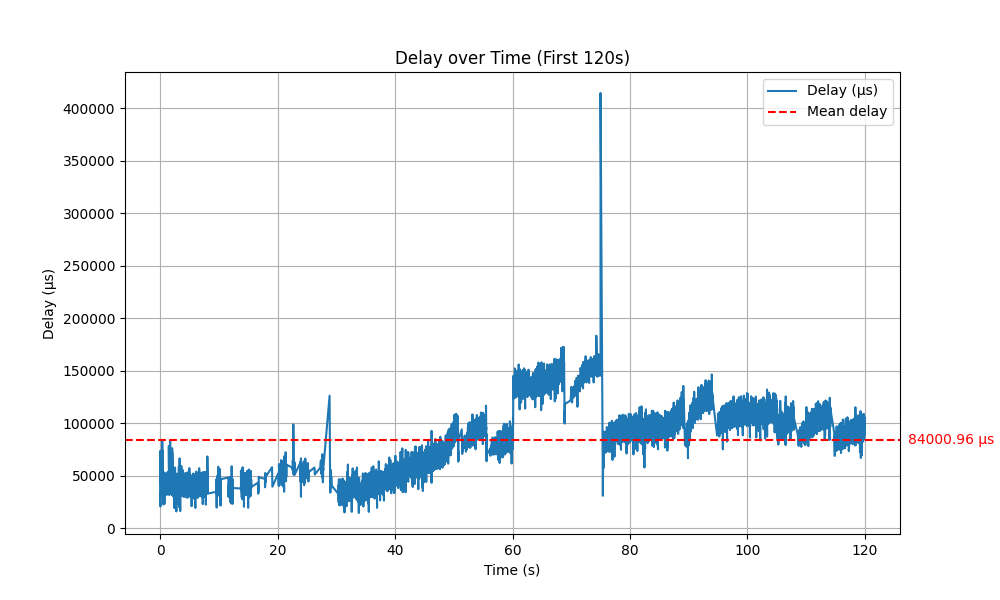 Delay over Time (First 120s)
Delay (µs)
Mean delay
400000
350000
300000
250000
200000
150000
100000
50000
0
Delay (µs)
84000.96 µs
0 20 40 60 80 100 120
Time (s)